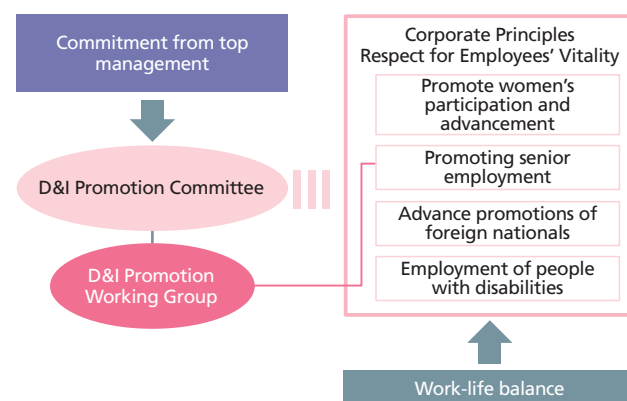 Commitment from top
management
D&I Promotion Committee
D&I Promotion
Working Group
Corporate Principles
Respect for Employees’ Vitality
Promote women’s
participation and
advancement
Promoting senior
employment
Advance promotions of
foreign nationals
Employment of people
with disabilities
Work-life balance